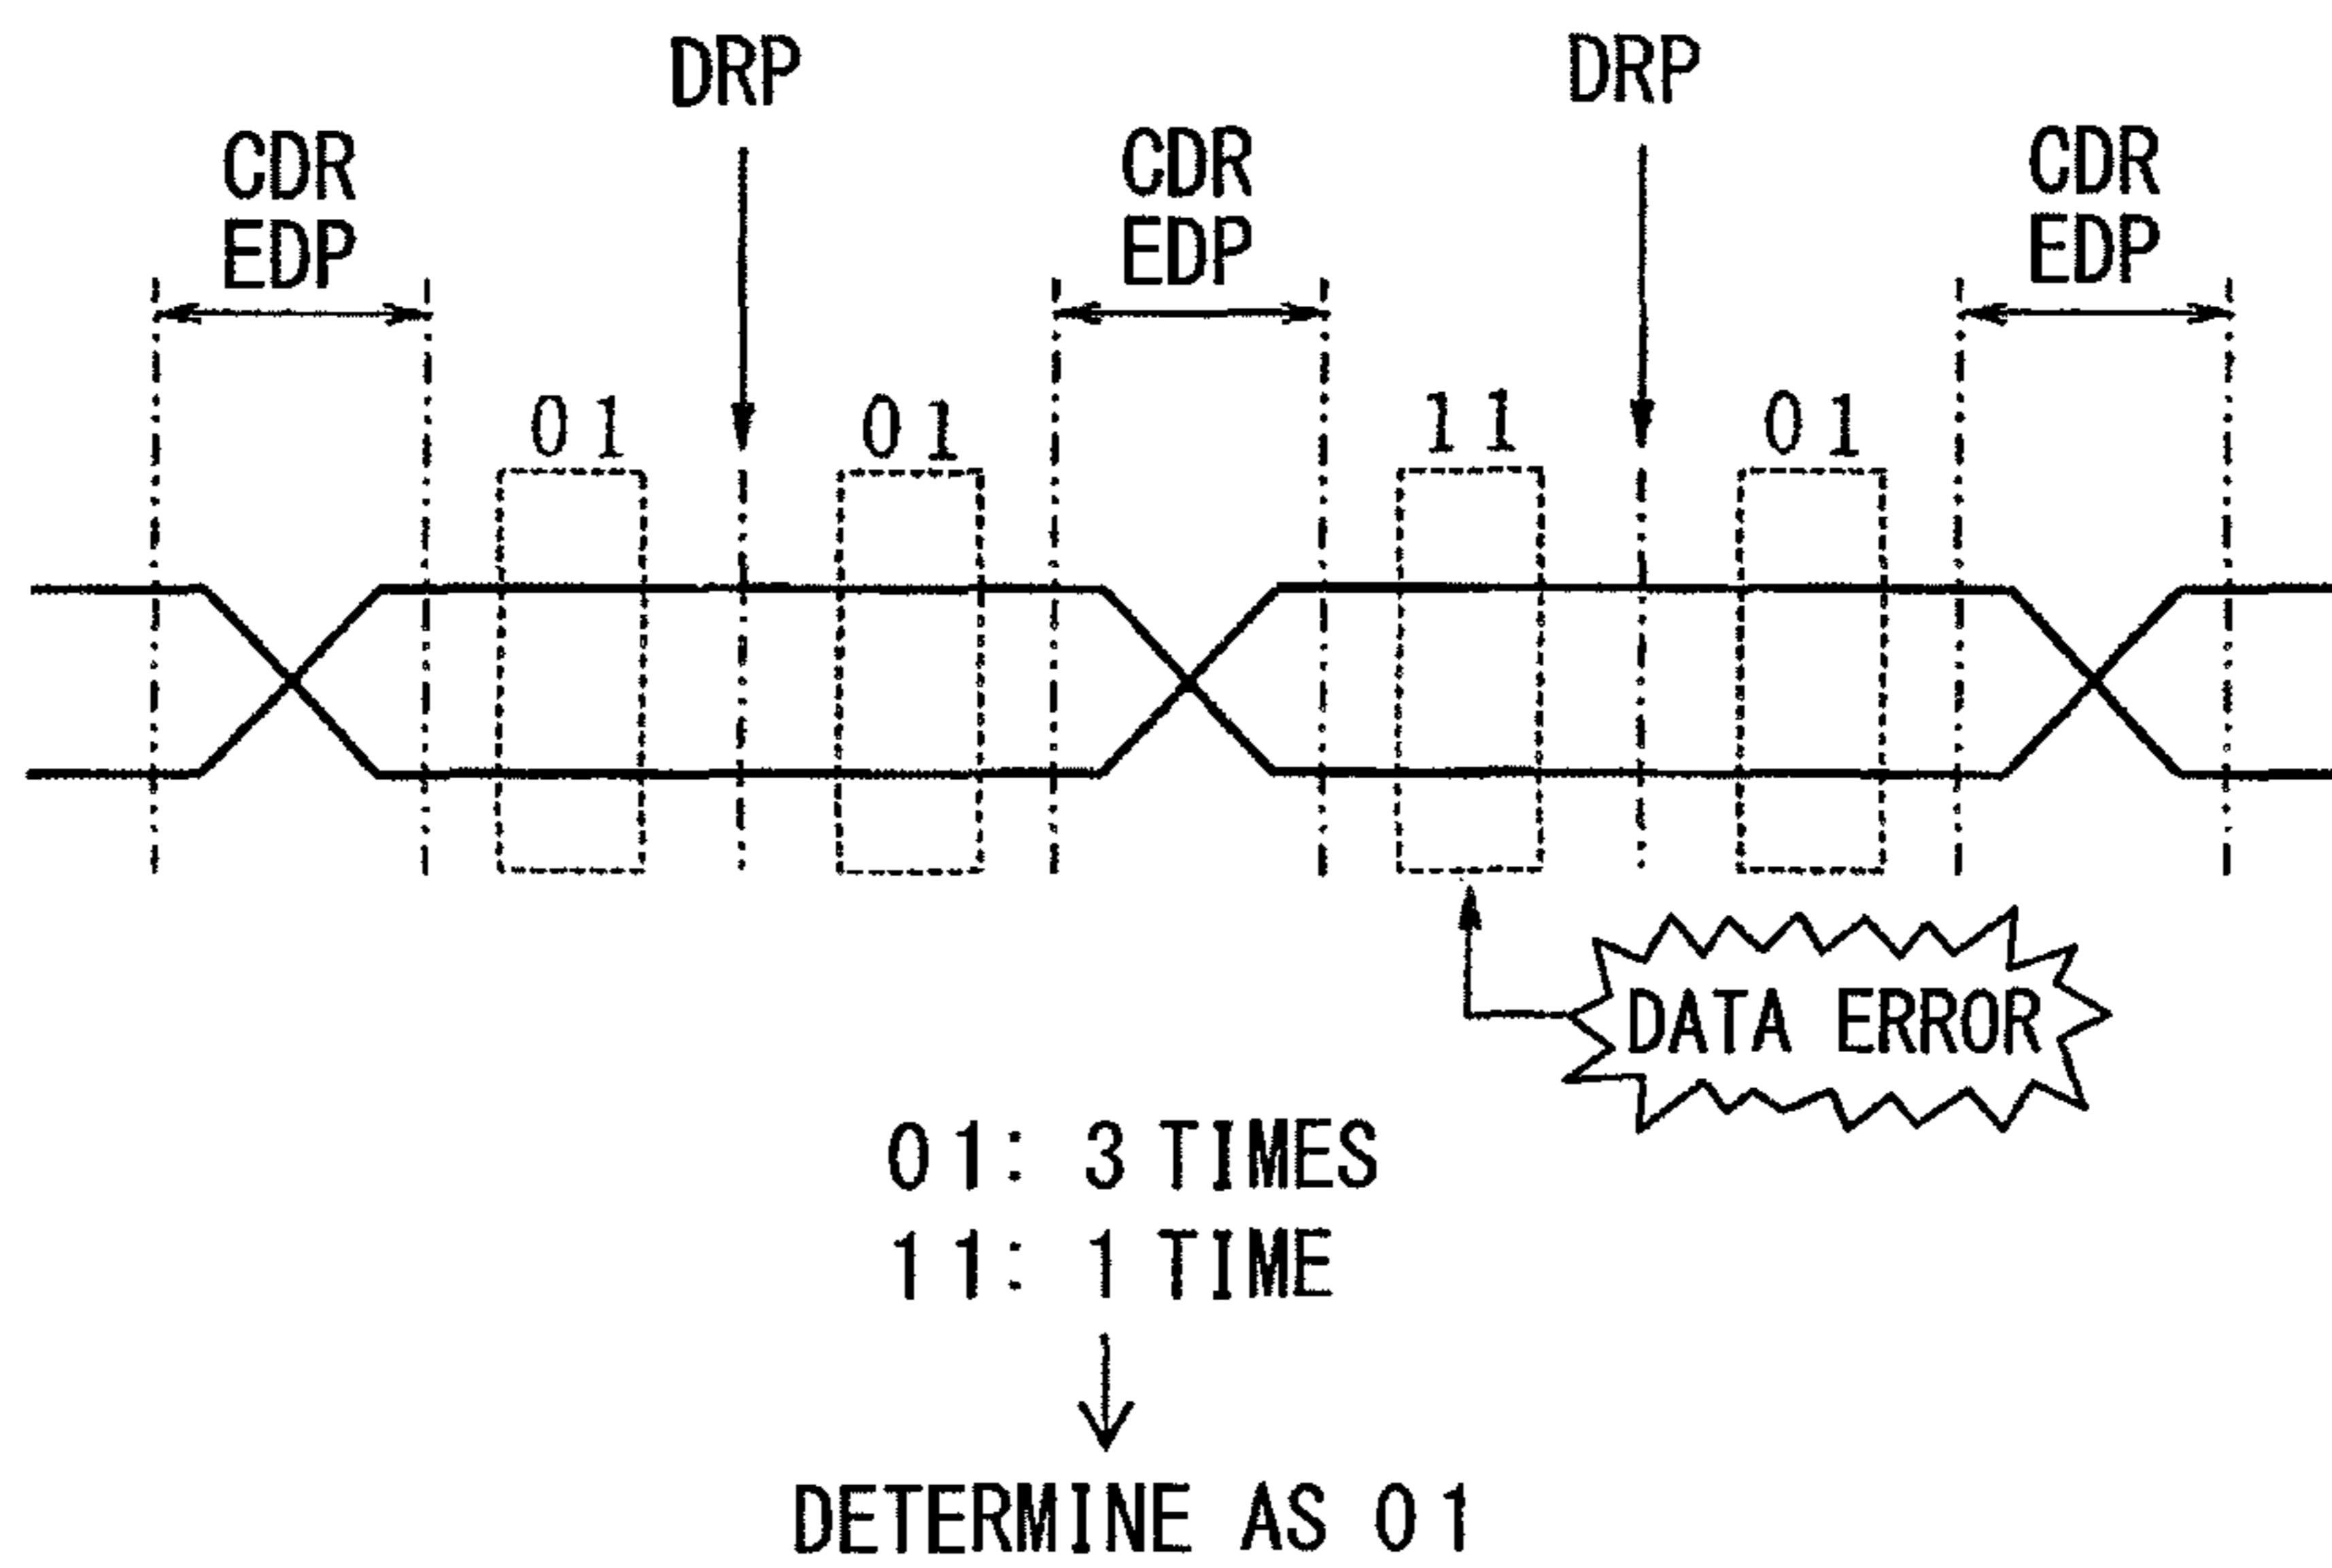 DRP DRP
CDR CDR CDR
EDP EDP EDP
01 01 11 01
DATA ERROR
01: 3 TIMES
11: 1 TIME
DETERMINE AS 01